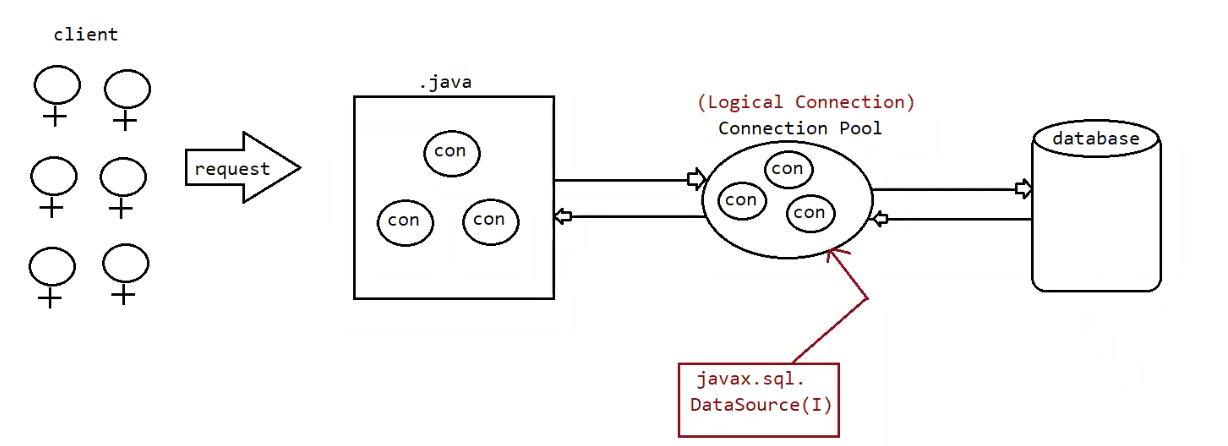 client
request
.java
con
con
con
(Logical Connection)
Connection Pool
con
con
con
database
javax.sql.
DataSource(I)